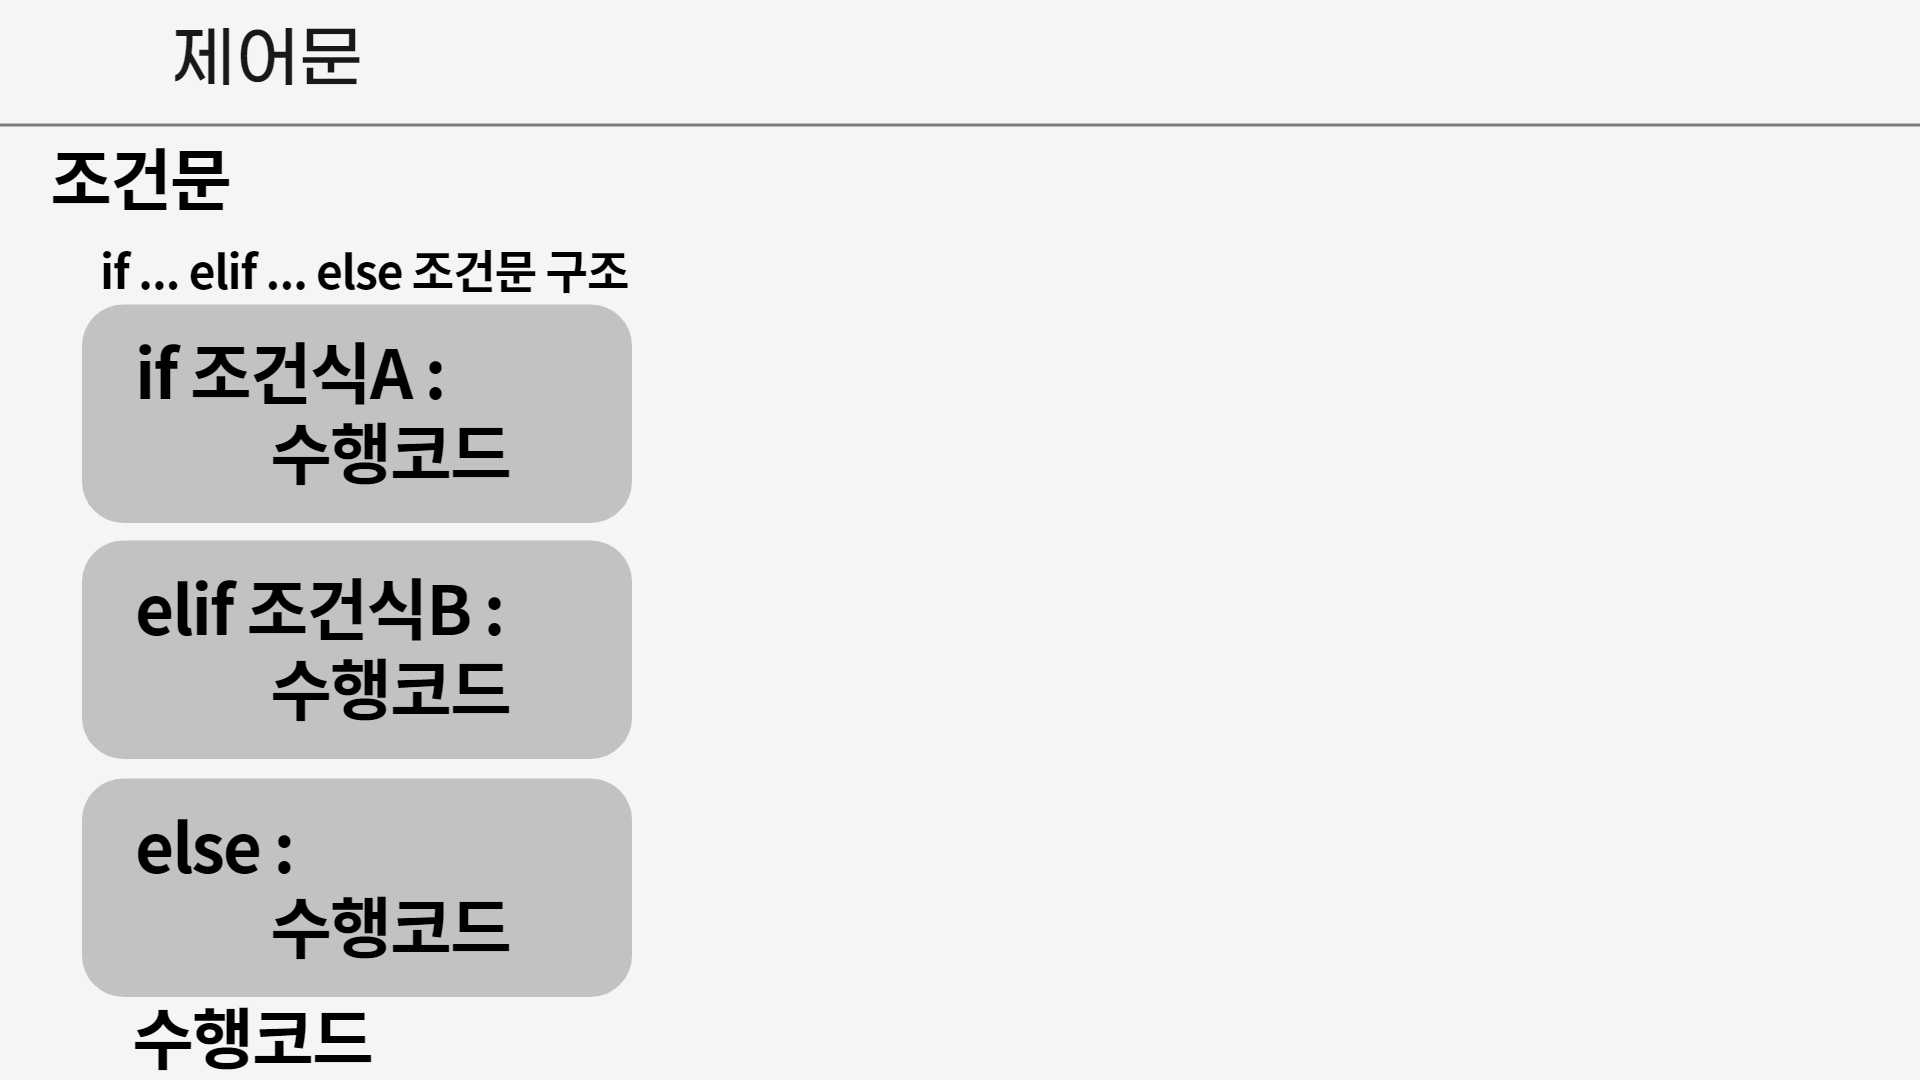 제어문
조건문
if ... elif ... else 조건문 구조
if 조건식A :
수행코드
elif 조건식B :
수행코드
else :
수행코드
수행코드